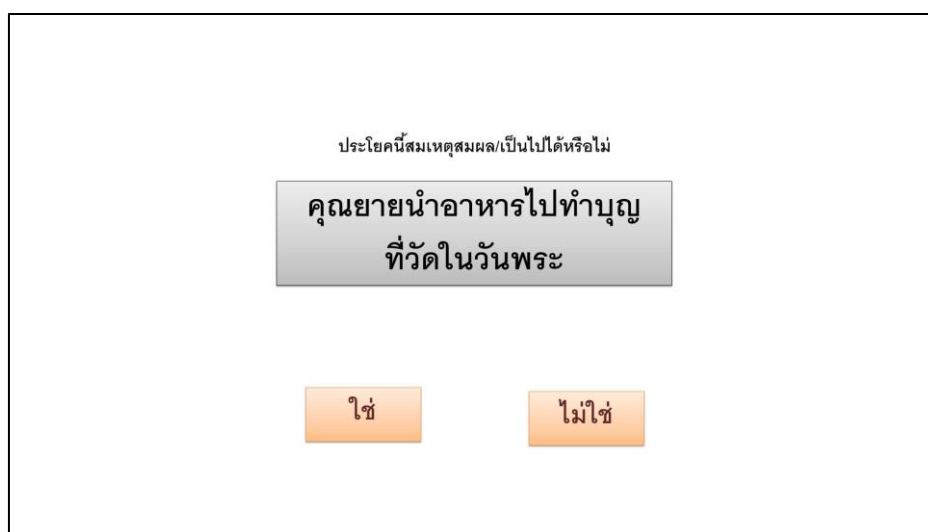 ประโยคนี้สมเหตุสมผล/เป็นไปได้หรือไม่
คุณยายนำอาหารไปทำบุญ
ที่วัดในวันพระ
ใช่
ไม่ใช่